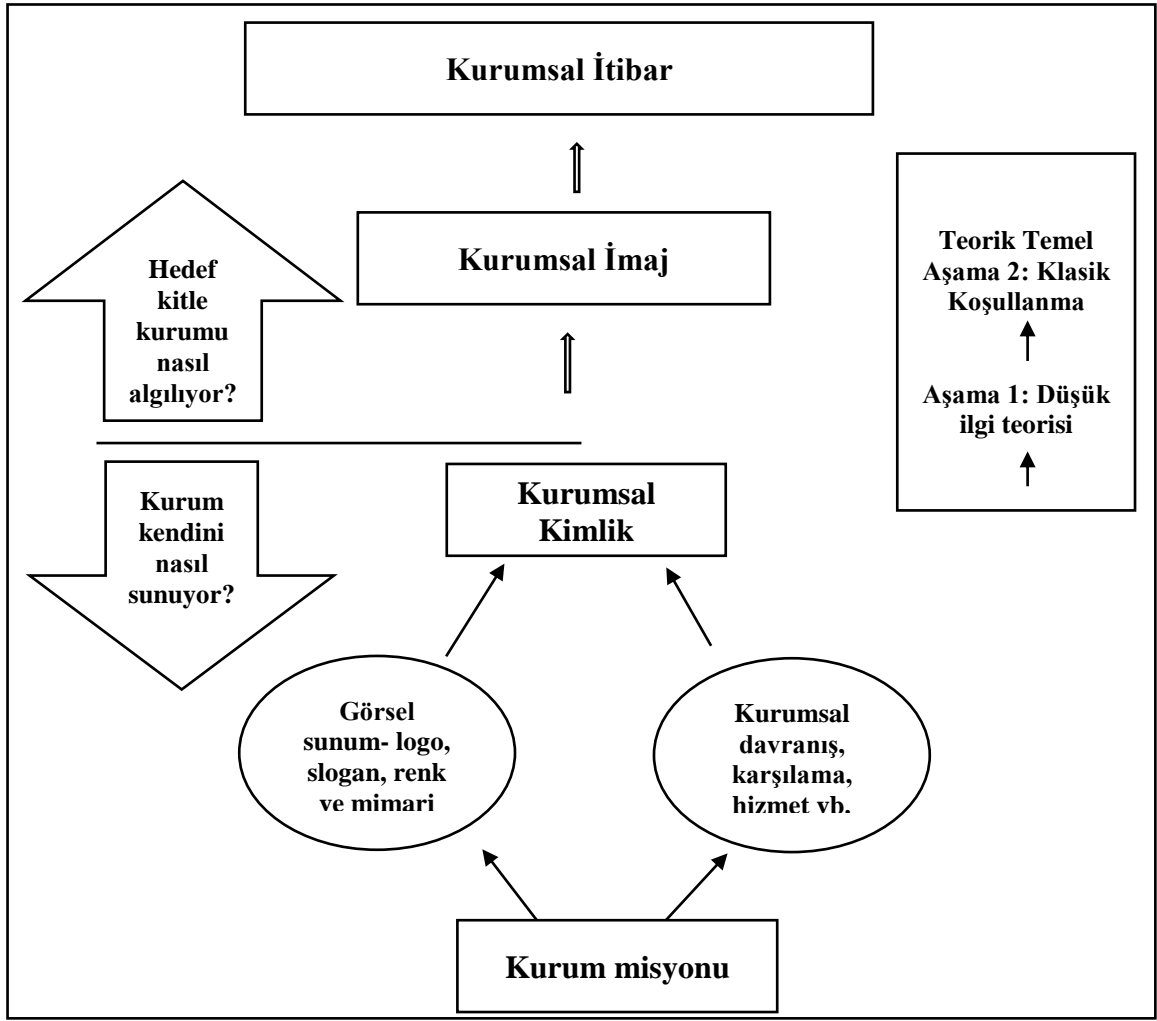 Kurumsal İtibar
Kurumsal İmaj
Hedef
kitle
kurumu
nasıl
algılıyor?
Teorik Temel
Aşama 2: Klasik
Koşullanma
Aşama 1: Düşük
ilgi teorisi
Kurum
kendini
nasıl
sunuyor?
Kurumsal
Kimlik
Görsel
sunum- logo,
slogan, renk
ve mimari
Kurumsal
davranış,
karşılama,
hizmet vb.
Kurum misyonu